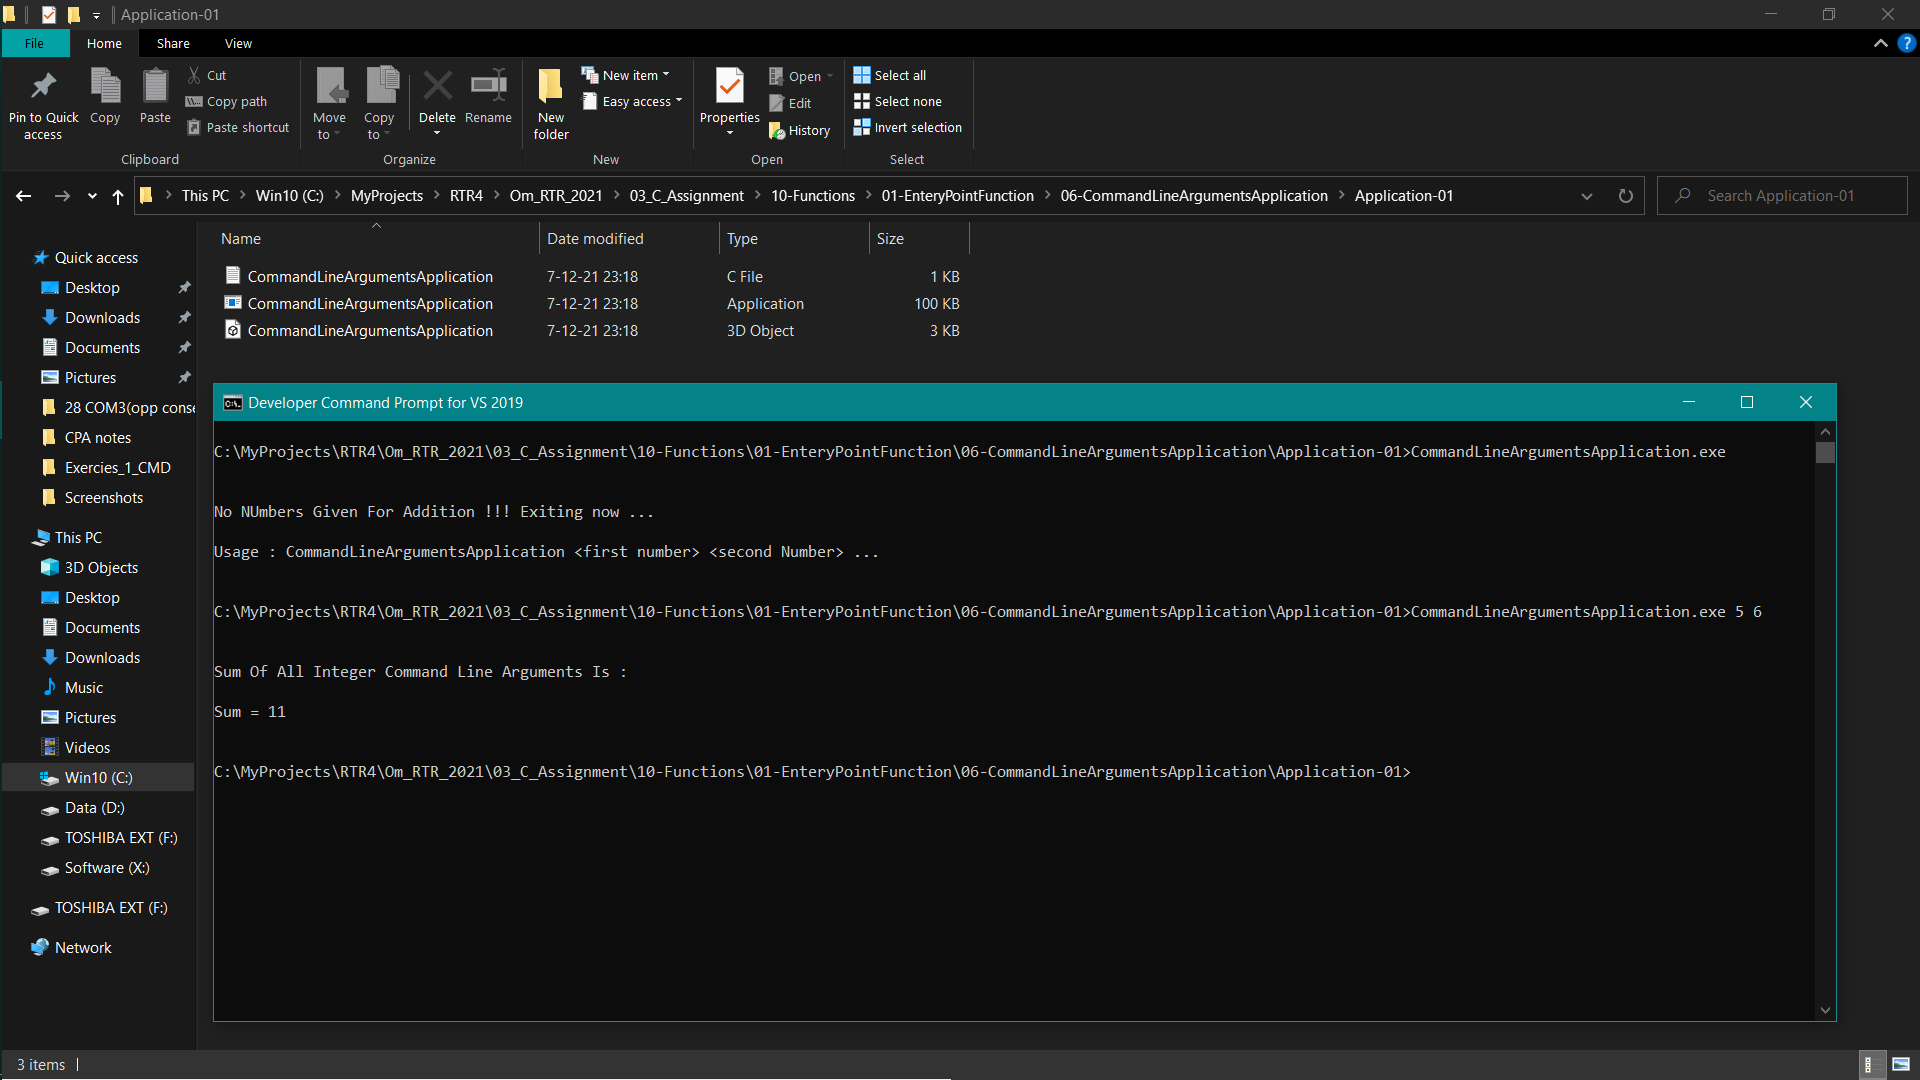 Application-01
File Home Share View
Pin to Quick access
Copy
Paste
Cut
Copy path
Paste shortcut
Clipboard
Move to
Copy to
Delete
Rename
Organize
New folder
New item
Easy access
New
Properties
Open
Edit
History
Open
Select all
Select none
Invert selection
Select
This PC > Win10 (C:) > MyProjects > RTR4 > Om_RTR_2021 > 03_C_Assignment > 10-Functions > 01-EnteryPointFunction > 06-CommandLineArgumentsApplication > Application-01
Search Application-01
Name Date modified Type Size
CommandLineArgumentsApplication 7-12-21 23:18 C File 1 KB
CommandLineArgumentsApplication 7-12-21 23:18 Application 100 KB
CommandLineArgumentsApplication 7-12-21 23:18 3D Object 3 KB
Quick access
Desktop
Downloads
Documents
Pictures
28 COM3(opp conse
CPA notes
Exercies_1_CMD
Screenshots
This PC
3D Objects
Desktop
Documents
Downloads
Music
Pictures
Videos
Win10 (C:)
Data (D:)
TOSHIBA EXT (F:)
Software (X:)
TOSHIBA EXT (F:)
Network
Developer Command Prompt for VS 2019
C:\MyProjects\RTR4\Om_RTR_2021\03_C_Assignment\10-Functions\01-EnteryPointFunction\06-CommandLineArgumentsApplication\Application-01>CommandLineArgumentsApplication.exe
No NUmbers Given For Addition !!! Exiting now ...
Usage : CommandLineArgumentsApplication <first number> <second Number> ...
C:\MyProjects\RTR4\Om_RTR_2021\03_C_Assignment\10-Functions\01-EnteryPointFunction\06-CommandLineArgumentsApplication\Application-01>CommandLineArgumentsApplication.exe 5 6
Sum Of All Integer Command Line Arguments Is :
Sum = 11
C:\MyProjects\RTR4\Om_RTR_2021\03_C_Assignment\10-Functions\01-EnteryPointFunction\06-CommandLineArgumentsApplication\Application-01>
3 items